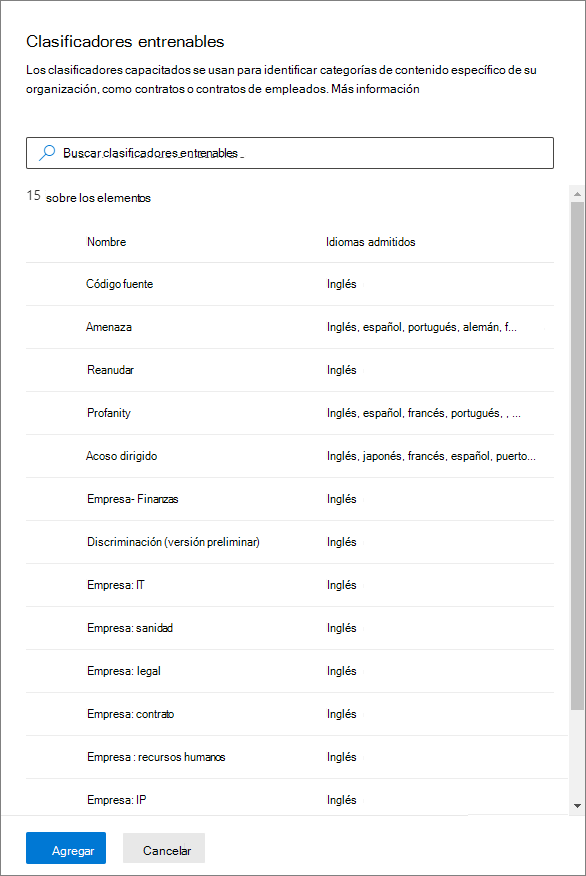 Clasificadores entrenables
Los clasificadores capacitados se usan para identificar categorías de contenido específico de su
organización, como contratos o contratos de empleados. Más información
Buscar clasificadores entrenables
15 sobre los elementos
Nombre Idiomas admitidos
Código fuente Inglés
Amenaza Inglés, español, portugués, alemán, f...
Reanudar Inglés
Profanity Inglés, español, francés, portugués, , ...
Acoso dirigido Inglés, japonés, francés, español, puerto...
Empresa- Finanzas Inglés
Discriminación (versión preliminar) Inglés
Empresa: IT Inglés
Empresa: sanidad Inglés
Empresa: legal Inglés
Empresa: contrato Inglés
Empresa : recursos humanos Inglés
Empresa: IP Inglés
Agregar Cancelar